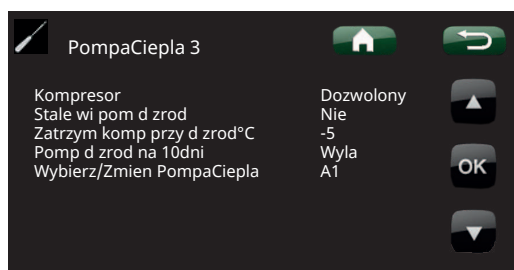 PompaCiepla 3
Kompresor Dozwolony
Stale wi pom d zrod Nie
Zatrzym komp przy d zrod°C -5
Pomp d zrod na 10dni Wyla
Wybierz/Zmien PompaCiepla A1
OK